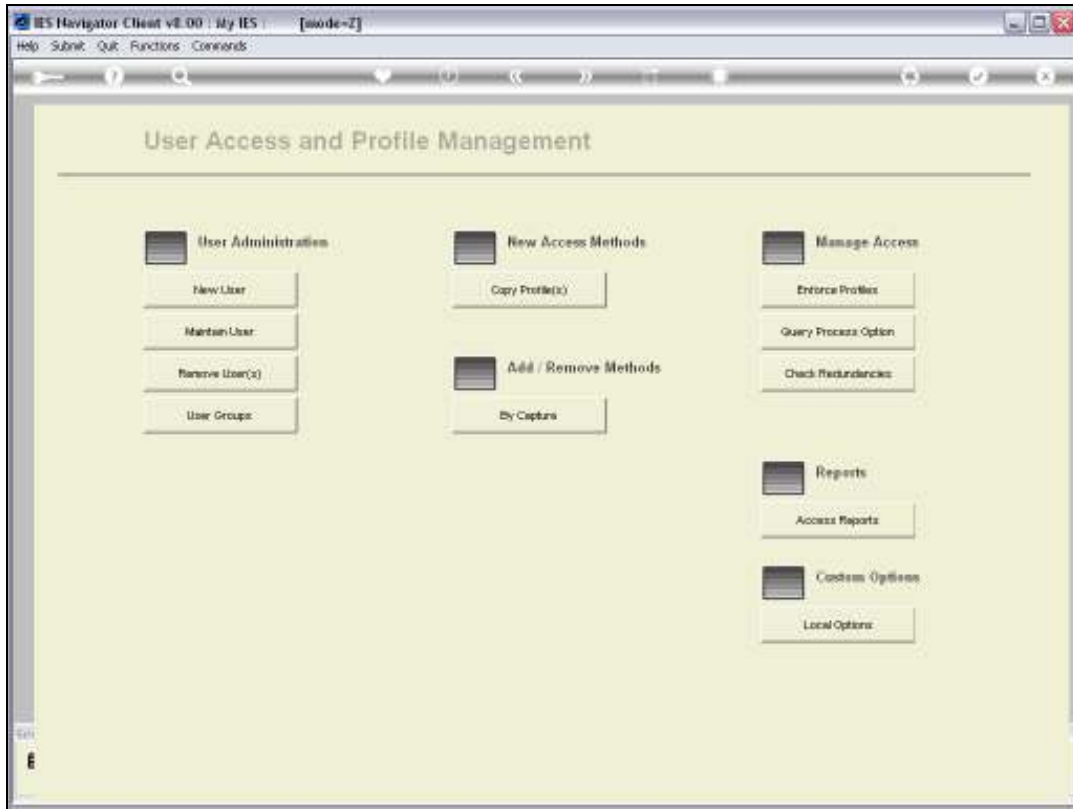 IES Navigator Client v8.00 : My IES : [mode=Z]
Help Submit Quit Functions Commands
User Access and Profile Management
User Administration
New User
Maintain User
Remove User(s)
User Groups
New Access Methods
Copy Profile(s)
Add / Remove Methods
By Capture
Manage Access
Enforce Profiles
Query Process Option
Check Redundancies
Reports
Access Reports
Custom Options
Local Options